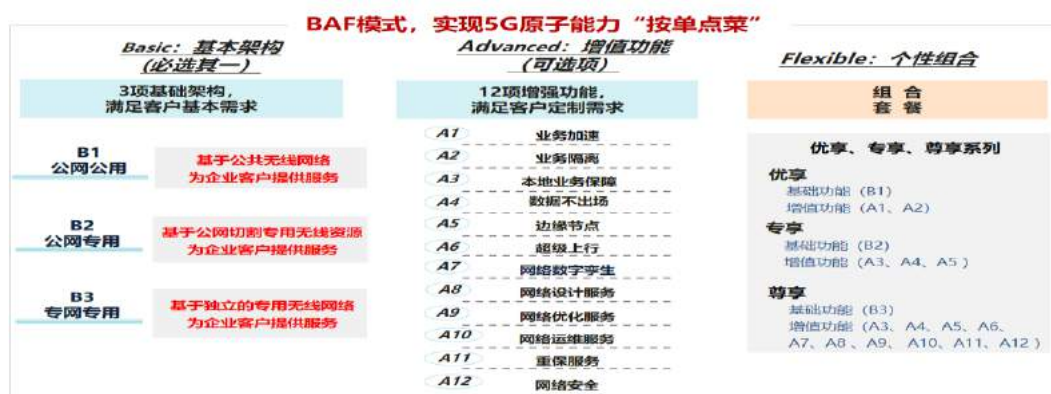 BAF模式，实现5G原子能力“按单点菜”
Basic：基本架构
(必选其一)
3项基础架构，
满足客户基本需求
B1
公网公用
基于公共无线网络
为企业客户提供服务
B2
公网专用
基于公网切割专用无线资源
为企业客户提供服务
B3
专网专用
基于独立的专用无线网络
为企业客户提供服务
Advanced：增值功能
(可选项)
12项增强功能，
满足客户定制需求
A1 业务加速
A2 业务隔离
A3 本地业务保障
A4 数据不出场
A5 边缘节点
A6 超级上行
A7 网络数字孪生
A8 网络设计服务
A9 网络优化服务
A10 网络运维服务
A11 重保服务
A12 网络安全
Flexible：个性组合
组 合
套 餐
优享、专享、尊享系列
优享
基础功能（B1）
增值功能（A1、A2）
专享
基础功能（B2）
增值功能（A3、A4、A5）
尊享
基础功能（B3）
增值功能（A3、A4、A5、A6、
A7、A8、A9、A10、A11、A12）